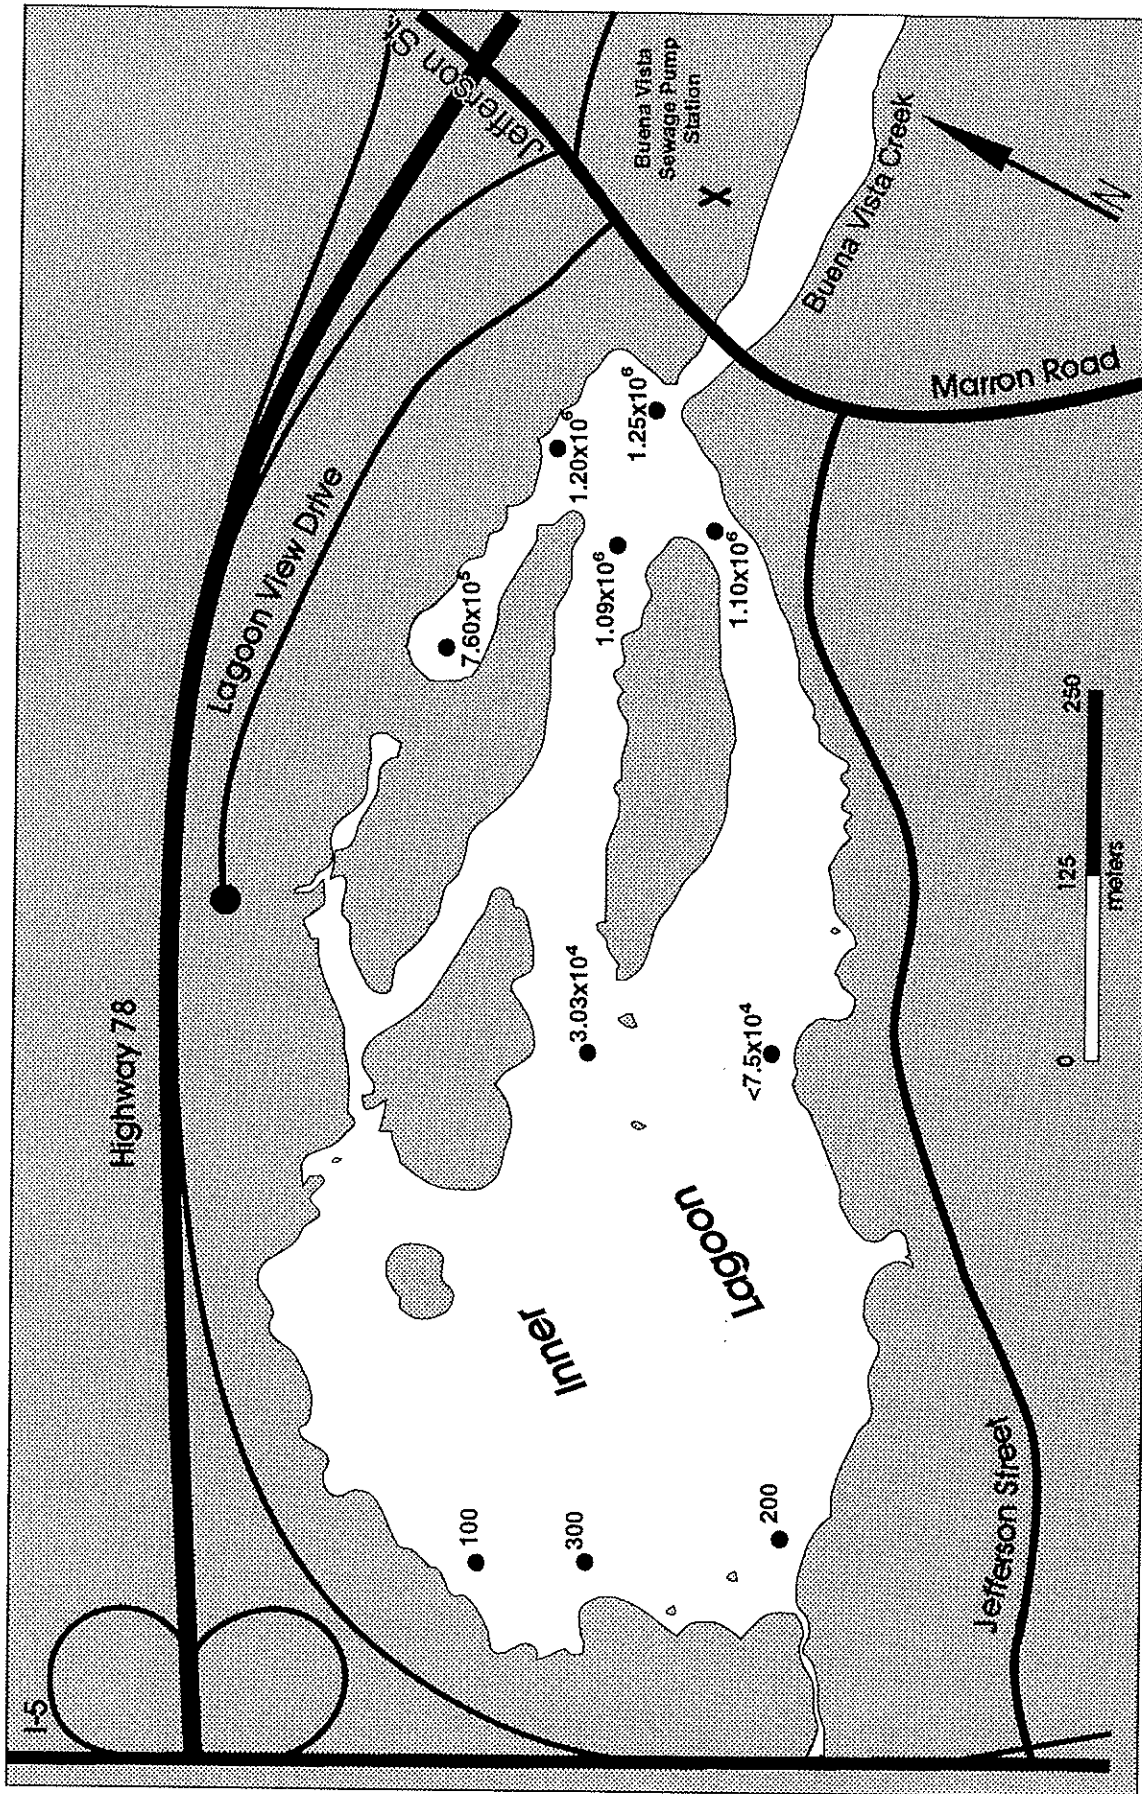 I-5
Highway 78
Lagoon View Drive
Jefferson St.
Buena Vista
Sewage Pump
Station
X
Buena Vista Creek
N
Marron Road
1.25x10⁶
1.20x10⁶
7.60x10⁵
1.09x10⁶
1.10x10⁶
3.03x10⁴
<7.5x10⁴
Inner
Lagoon
100
300
200
0 125 250
meters
Jefferson Street